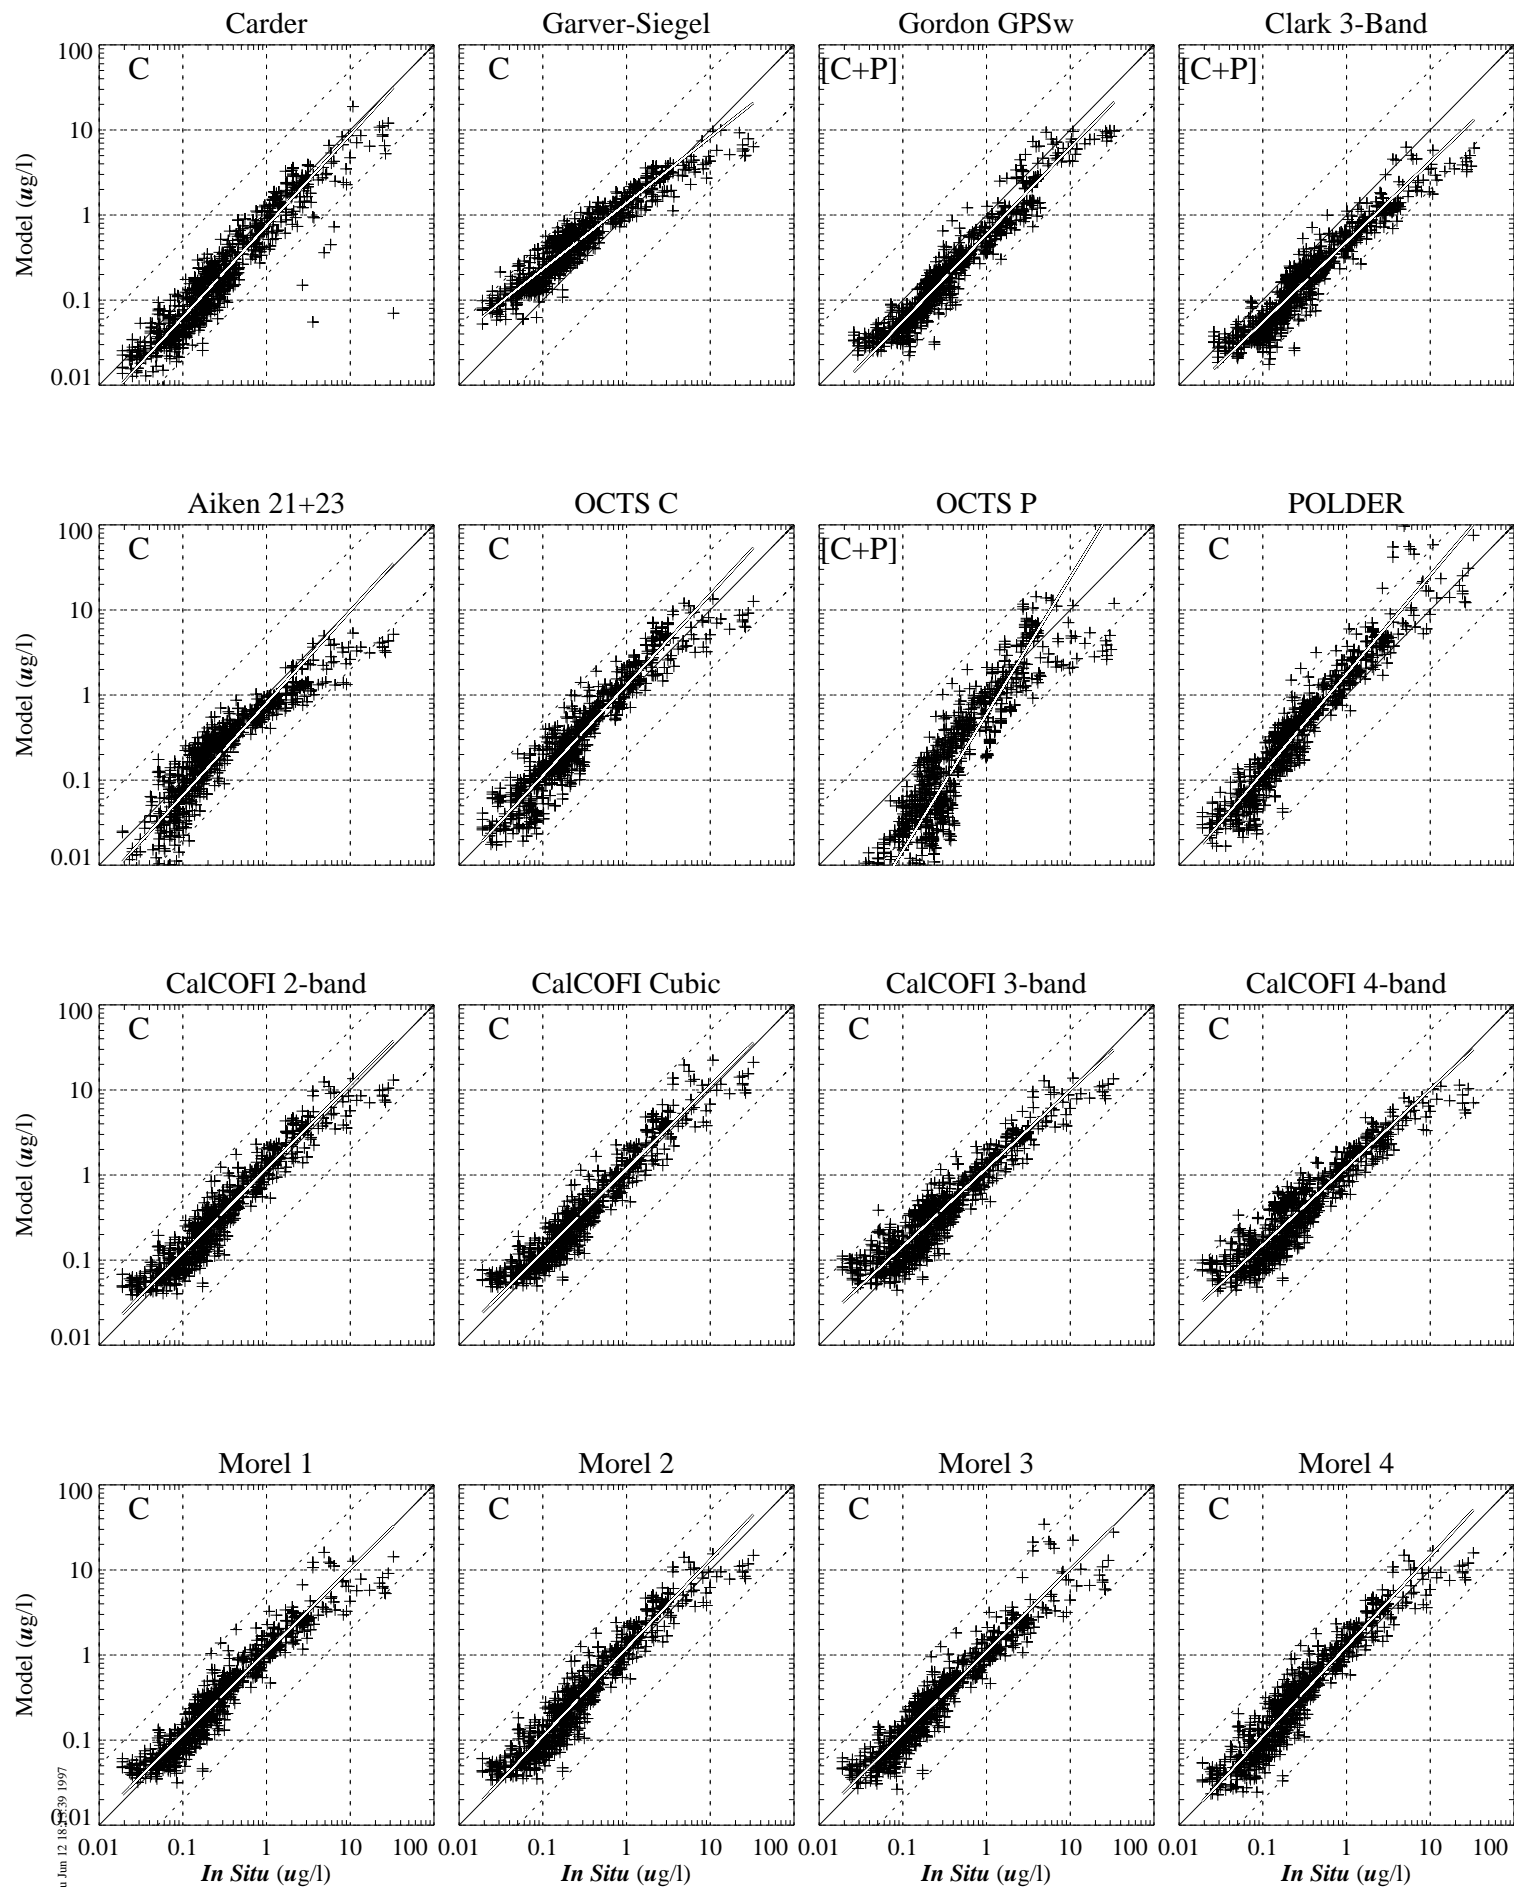 Carder Garver-Siegel Gordon GPSw Clark 3-Band
C C [C+P] [C+P]
100
10
1
0.1
0.01
Model (ug/l)
Aiken 21+23 OCTS C OCTS P POLDER
C C [C+P] C
100
10
1
0.1
0.01
Model (ug/l)
CalCOFI 2-band CalCOFI Cubic CalCOFI 3-band CalCOFI 4-band
C C C C
100
10
1
0.1
0.01
Model (ug/l)
Morel 1 Morel 2 Morel 3 Morel 4
C C C C
100
10
1
0.1
0.01
Model (ug/l)
0.01 0.1 1 10 100 0.01 0.1 1 10 100 0.01 0.1 1 10 100 0.01 0.1 1 10 100
In Situ (ug/l) In Situ (ug/l) In Situ (ug/l) In Situ (ug/l)
u Jun 12 1997